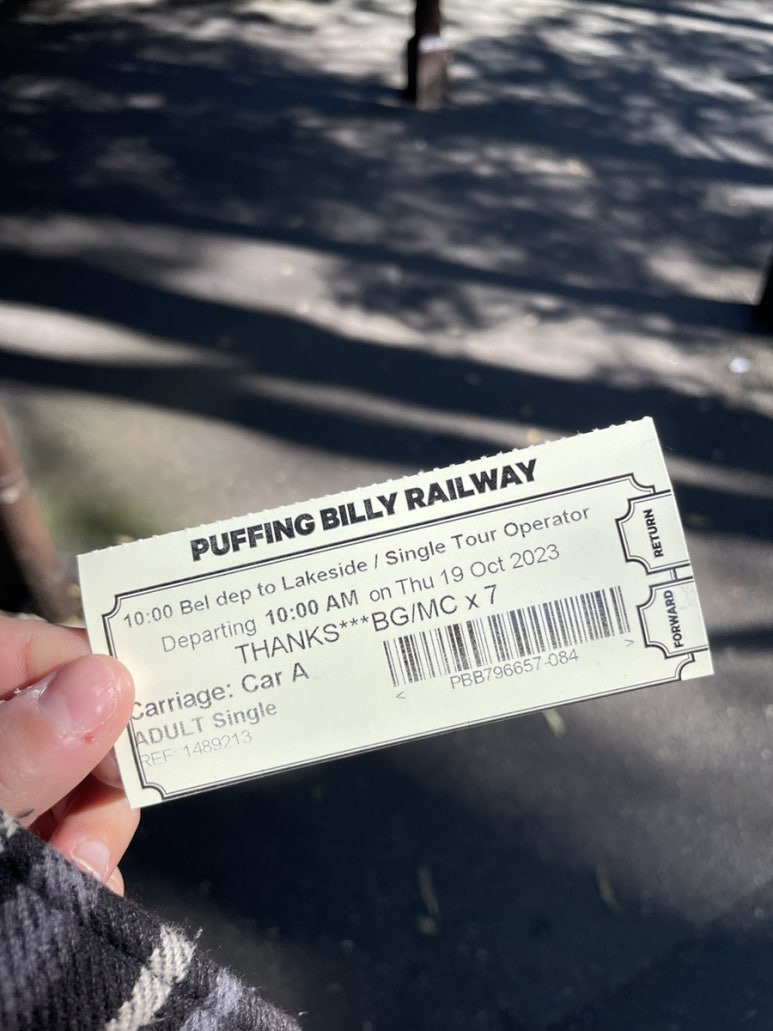 PUFFING BILLY RAILWAY
10:00 Bel dep to Lakeside / Single Tour Operator
Departing 10:00 AM on Thu 19 Oct 2023
THANKS***BG/MC x 7
Carriage: Car A
ADULT Single
REF: 1489213
< >
PBB796657-084
RETURN
FORWARD